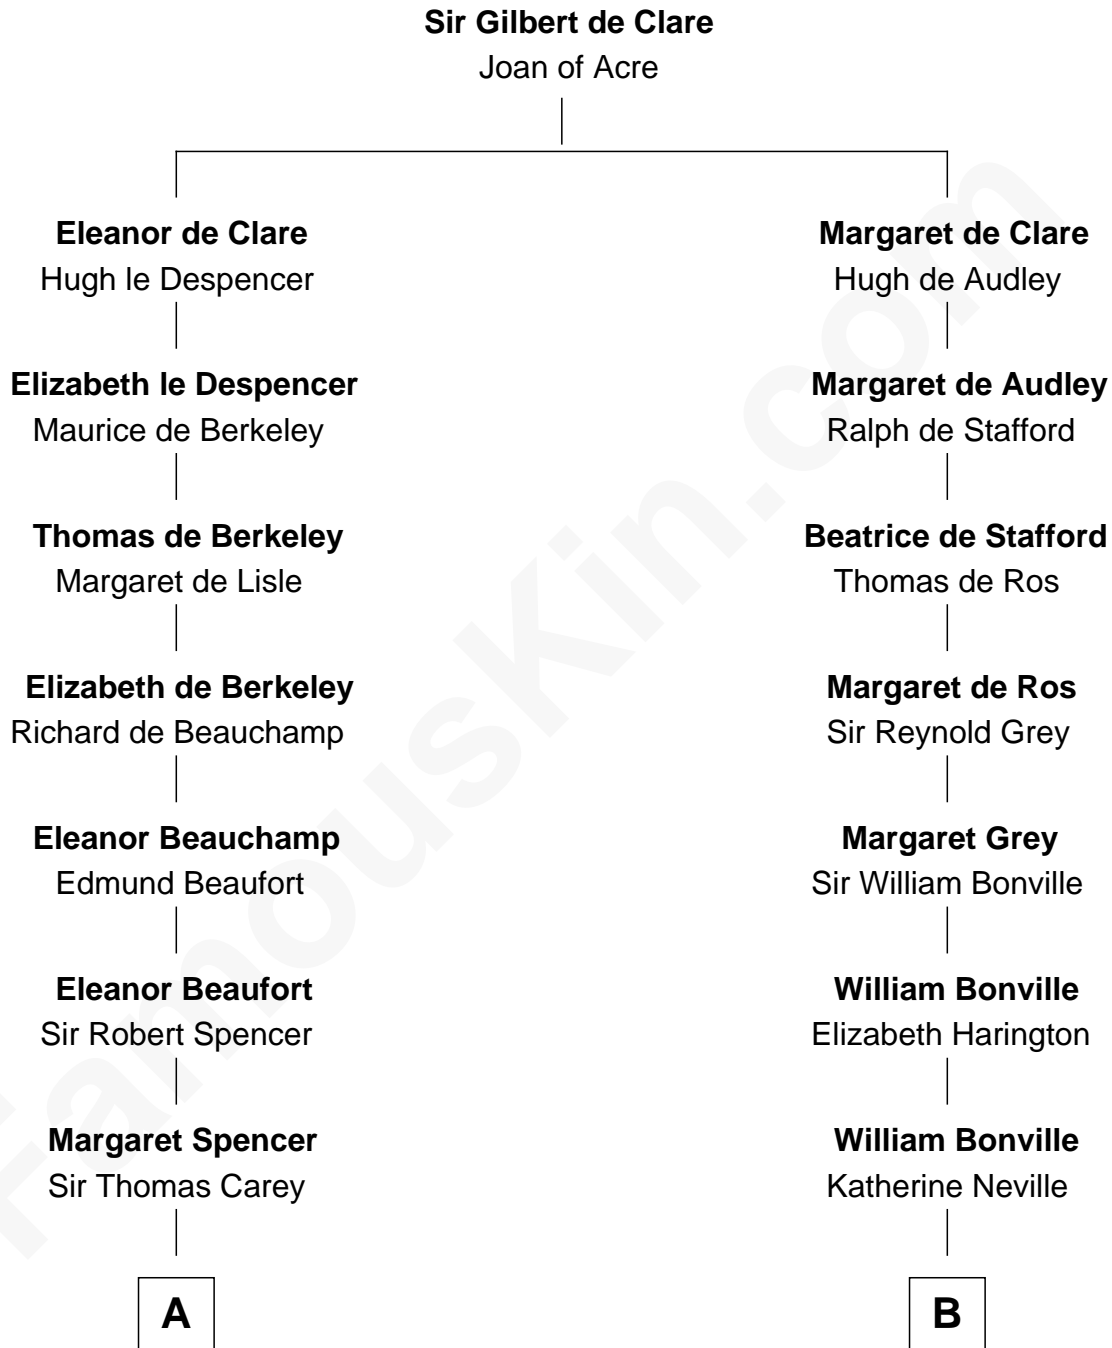 Sir Gilbert de Clare
Joan of Acre
Eleanor de Clare
Hugh le Despencer
Margaret de Clare
Hugh de Audley
Elizabeth le Despencer
Maurice de Berkeley
Margaret de Audley
Ralph de Stafford
Thomas de Berkeley
Margaret de Lisle
Beatrice de Stafford
Thomas de Ros
Elizabeth de Berkeley
Richard de Beauchamp
Margaret de Ros
Sir Reynold Grey
Eleanor Beauchamp
Edmund Beaufort
Margaret Grey
Sir William Bonville
Eleanor Beaufort
Sir Robert Spencer
William Bonville
Elizabeth Harington
Margaret Spencer
Sir Thomas Carey
William Bonville
Katherine Neville
A
B
FamousKin.com